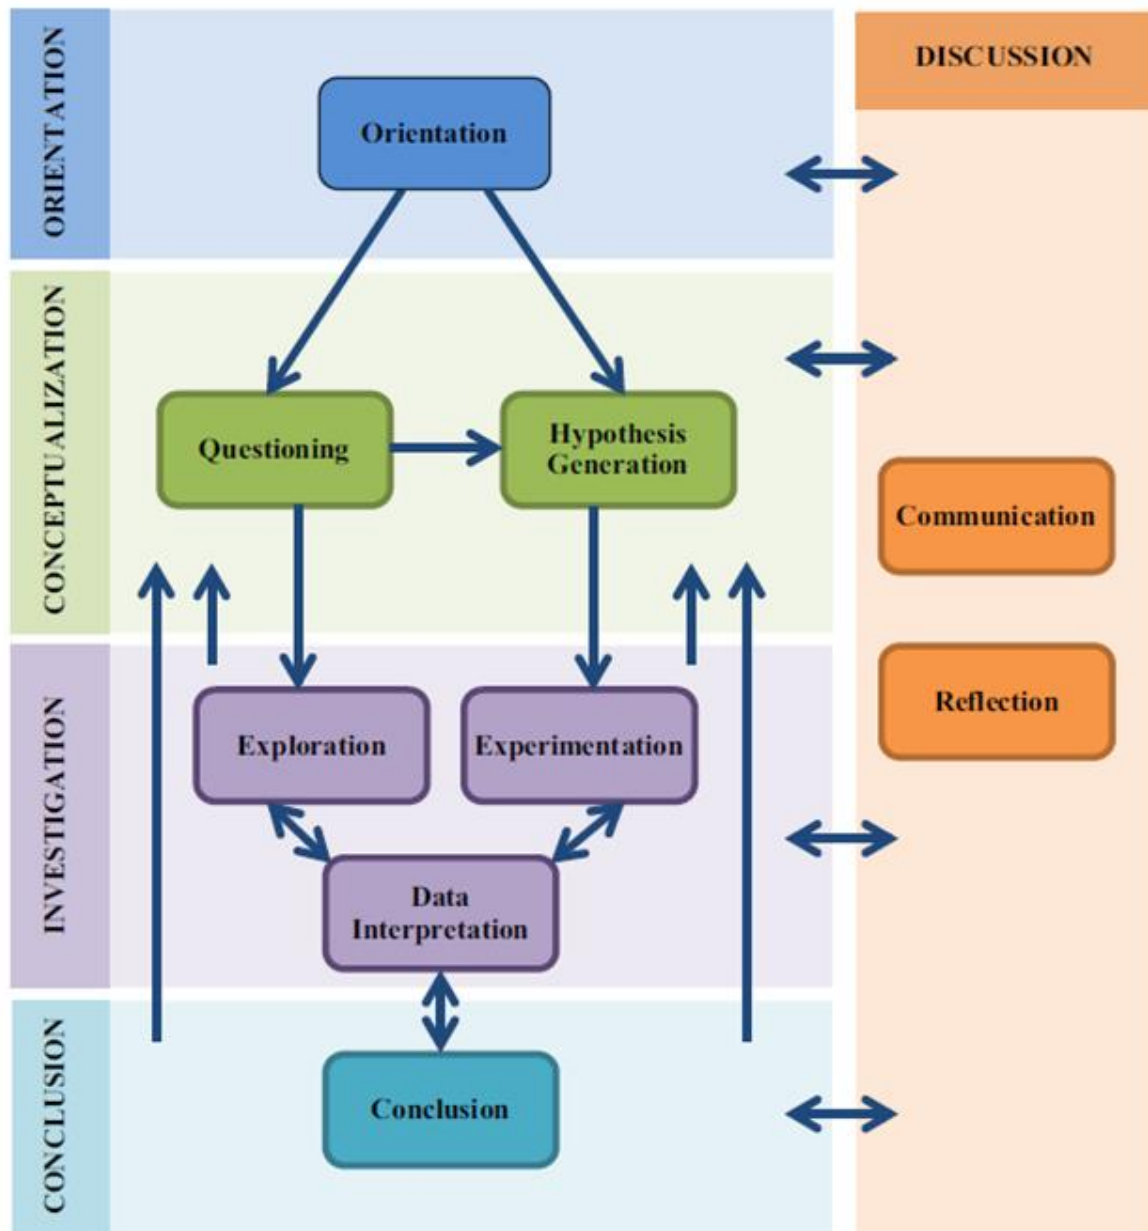 ORIENTATION
Orientation
CONCEPTUALIZATION
Questioning
Hypothesis
Generation
INVESTIGATION
Exploration
Experimentation
Data
Interpretation
CONCLUSION
Conclusion
DISCUSSION
Communication
Reflection